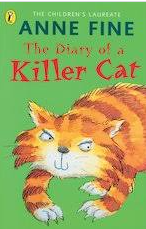 THE CHILDREN'S LAUREATE
ANNE FINE
The Diary of a
Killer Cat